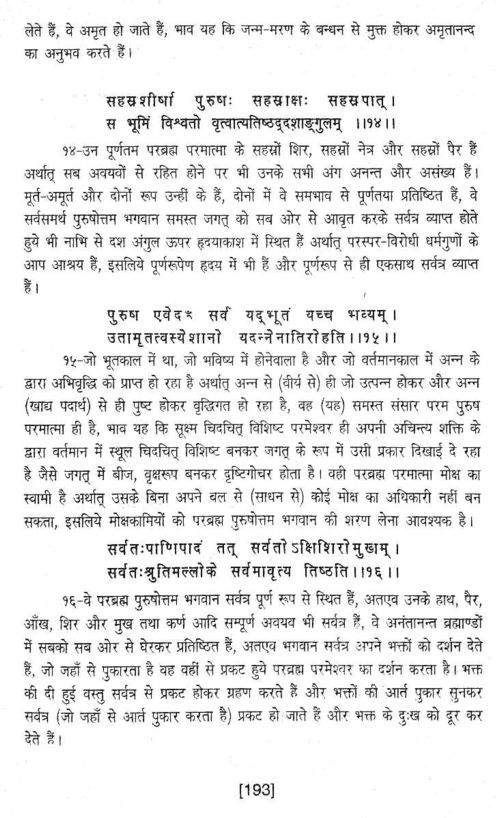 लेते हैं, वे अमृत हो जाते हैं, भाव यह कि जन्म-मरण के बन्धन से मुक्त होकर अमृतानन्द
का अनुभव करते हैं।
सहस्रशीर्षा पुरुषः सहस्राक्षः सहस्रपात्।
स भूमिं विश्वतो वृत्वात्यतिष्ठद्दशाङ्गुलम् ।।१४।।
१४-उन पूर्णतम परब्रह्म परमात्मा के सहस्रों शिर, सहस्रों नेत्र और सहस्रों पैर हैं
अर्थात् सब अवयवों से रहित होने पर भी उनके सभी अंग अनन्त और असंख्य हैं।
मूर्त-अमूर्त और दोनों रूप उन्हीं के हैं, दोनों में वे समभाव से पूर्णतया प्रतिष्ठित हैं, वे
सर्वसमर्थ पुरुषोत्तम भगवान समस्त जगत् को सब ओर से आवृत करके सर्वत्र व्याप्त होते
हुये भी नाभि से दश अंगुल ऊपर हृदयाकाश में स्थित हैं अर्थात् परस्पर-विरोधी धर्मगुणों के
आप आश्रय हैं, इसलिये पूर्णरूपेण हृदय में भी हैं और पूर्णरूप से ही एकसाथ सर्वत्र व्याप्त
हैं।
पुरुष एवेदꣳ सर्वं यद्भूतं यच्च भव्यम्।
उतामृतत्वस्येशानो यदन्नेनातिरोहति।।१५।।
१५-जो भूतकाल में था, जो भविष्य में होनेवाला है और जो वर्तमानकाल में अन्न के
द्वारा अभिवृद्धि को प्राप्त हो रहा है अर्थात् अन्न से (वीर्य से) ही जो उत्पन्न होकर और अन्न
(खाद्य पदार्थ) से ही पुष्ट होकर वृद्धिगत हो रहा है, वह (यह) समस्त संसार परम पुरुष
परमात्मा ही है, भाव यह कि सूक्ष्म चिदचित् विशिष्ट परमेश्वर ही अपनी अचिन्त्य शक्ति के
द्वारा वर्तमान में स्थूल चिदचित् विशिष्ट बनकर जगत् के रूप में उसी प्रकार दिखाई दे रहा
है जैसे जगत् में बीज, वृक्षरूप बनकर दृष्टिगोचर होता है। वही परब्रह्म परमात्मा मोक्ष का
स्वामी है अर्थात् उसके बिना अपने बल से (साधन से) कोई मोक्ष का अधिकारी नहीं बन
सकता, इसलिये मोक्षकामियों को परब्रह्म पुरुषोत्तम भगवान की शरण लेना आवश्यक है।
सर्वतःपाणिपादं तत् सर्वतोऽक्षिशिरोमुखम्।
सर्वतःश्रुतिमल्लोके सर्वमावृत्य तिष्ठति।।१६।।
१६-वे परब्रह्म पुरुषोत्तम भगवान सर्वत्र पूर्ण रूप से स्थित हैं, अतएव उनके हाथ, पैर,
आँख, शिर और मुख तथा कर्ण आदि सम्पूर्ण अवयव भी सर्वत्र हैं, वे अनंतानन्त ब्रह्माण्डों
में सबको सब ओर से घेरकर प्रतिष्ठित हैं, अतएव भगवान सर्वत्र अपने भक्तों को दर्शन देते
हैं, जो जहाँ से पुकारता है वह वहीं से प्रकट हुये परब्रह्म परमेश्वर का दर्शन करता है। भक्त
की दी हुई वस्तु सर्वत्र से प्रकट होकर ग्रहण करते हैं और भक्तों की आर्त पुकार सुनकर
सर्वत्र (जो जहाँ से आर्त पुकार करता है) प्रकट हो जाते हैं और भक्त के दुःख को दूर कर
देते हैं।
[193]